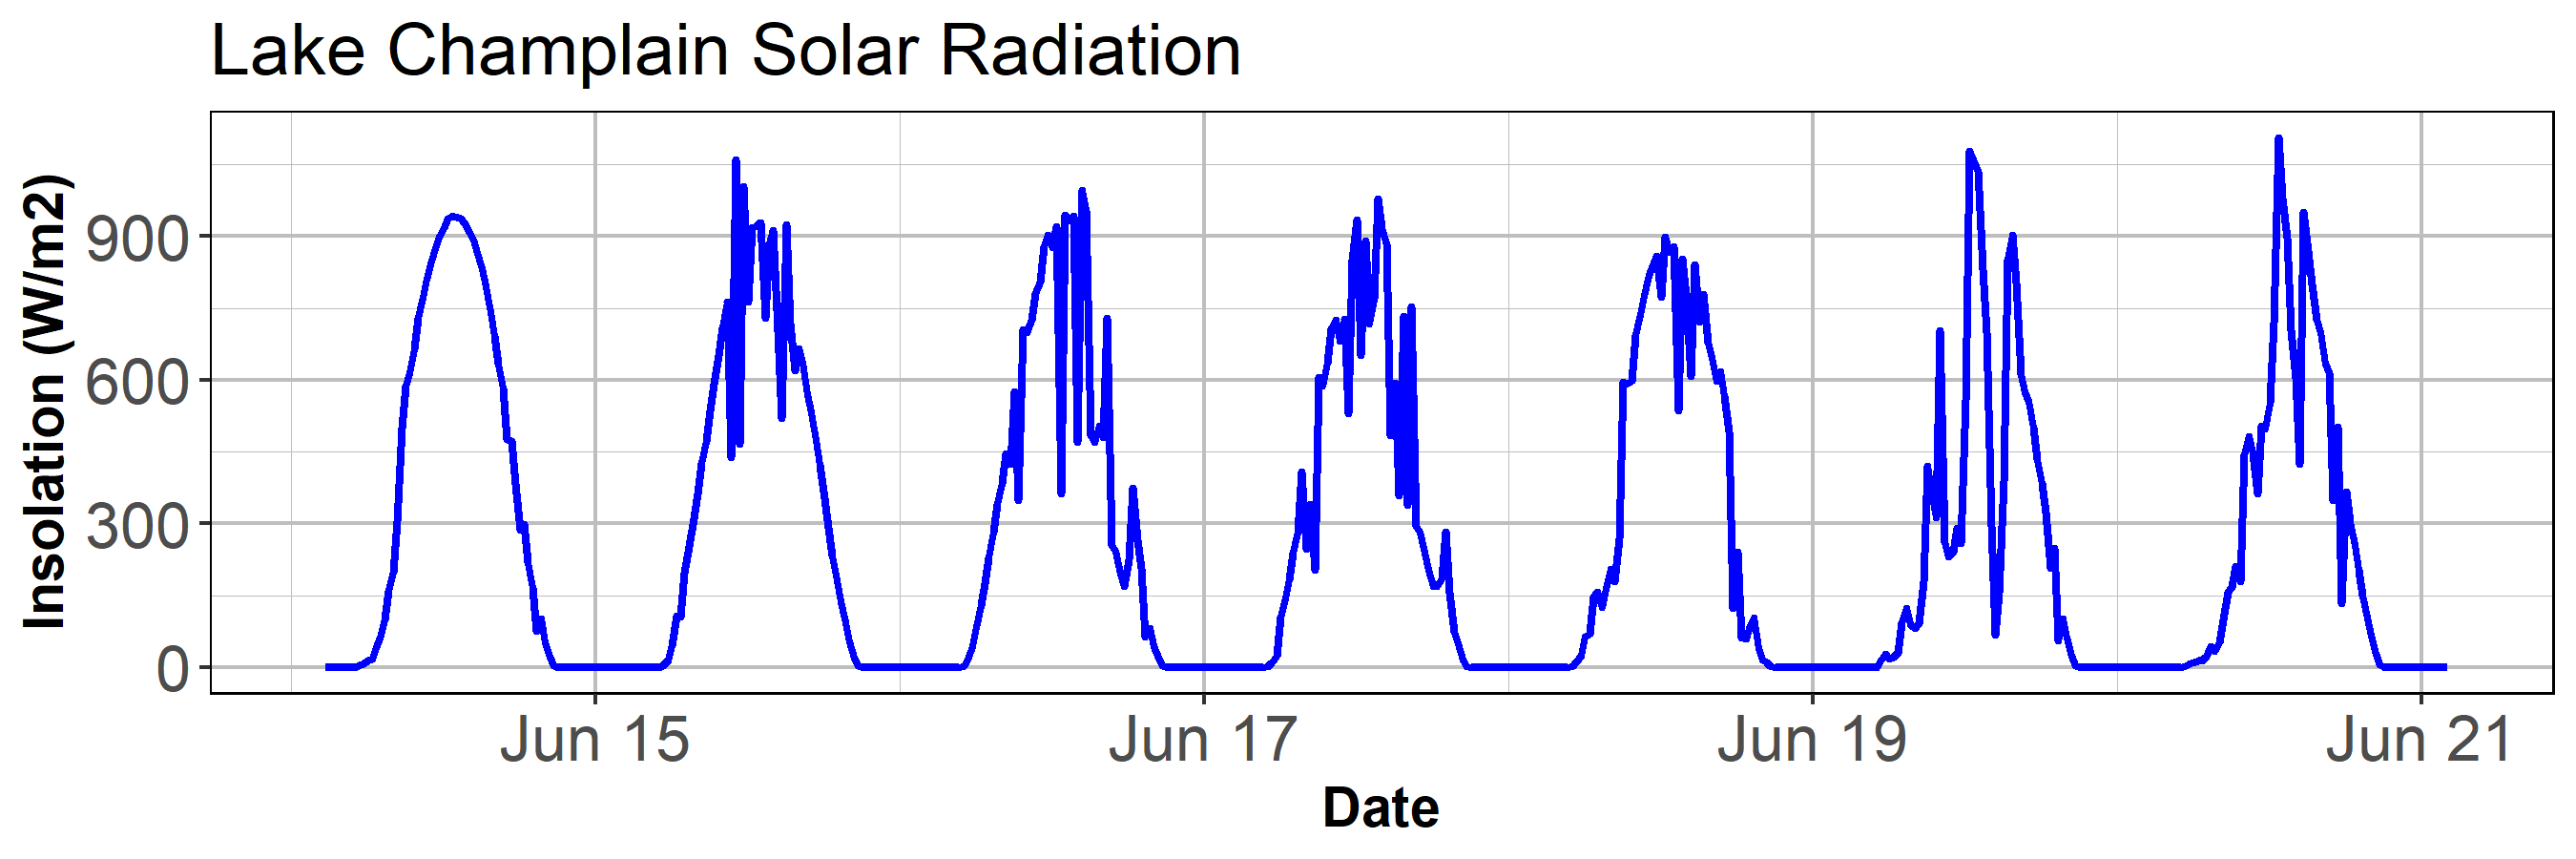 Lake Champlain Solar Radiation
Insolation (W/m2)
900
600
300
0
Jun 15
Jun 17
Jun 19
Jun 21
Date